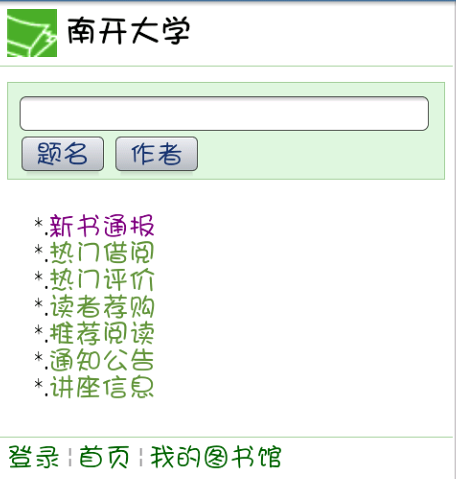 南开大学
题名 作者
*.新书通报
*.热门借阅
*.热门评价
*.读者荐购
*.推荐阅读
*.通知公告
*.讲座信息
登录 ¦ 首页 ¦ 我的图书馆